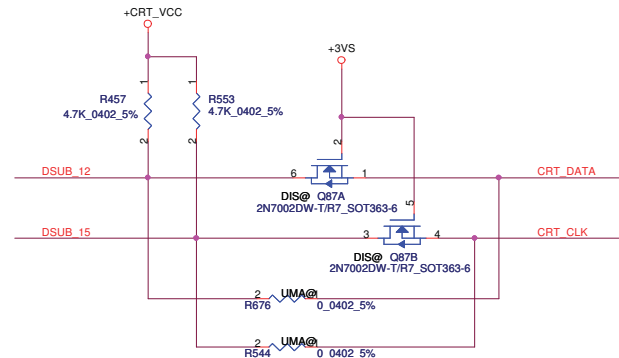 +CRT_VCC
+3VS
1
1
R457
4.7K_0402_5%
R553
4.7K_0402_5%
2
2
2
DSUB_12
6
1
CRT_DATA
DIS@ Q87A
2N7002DW-T/R7_SOT363-6
5
DSUB_15
3
4
CRT_CLK
DIS@ Q87B
2N7002DW-T/R7_SOT363-6
2
UMA@
1
R676
0_0402_5%
2
UMA@
1
R544
0_0402_5%